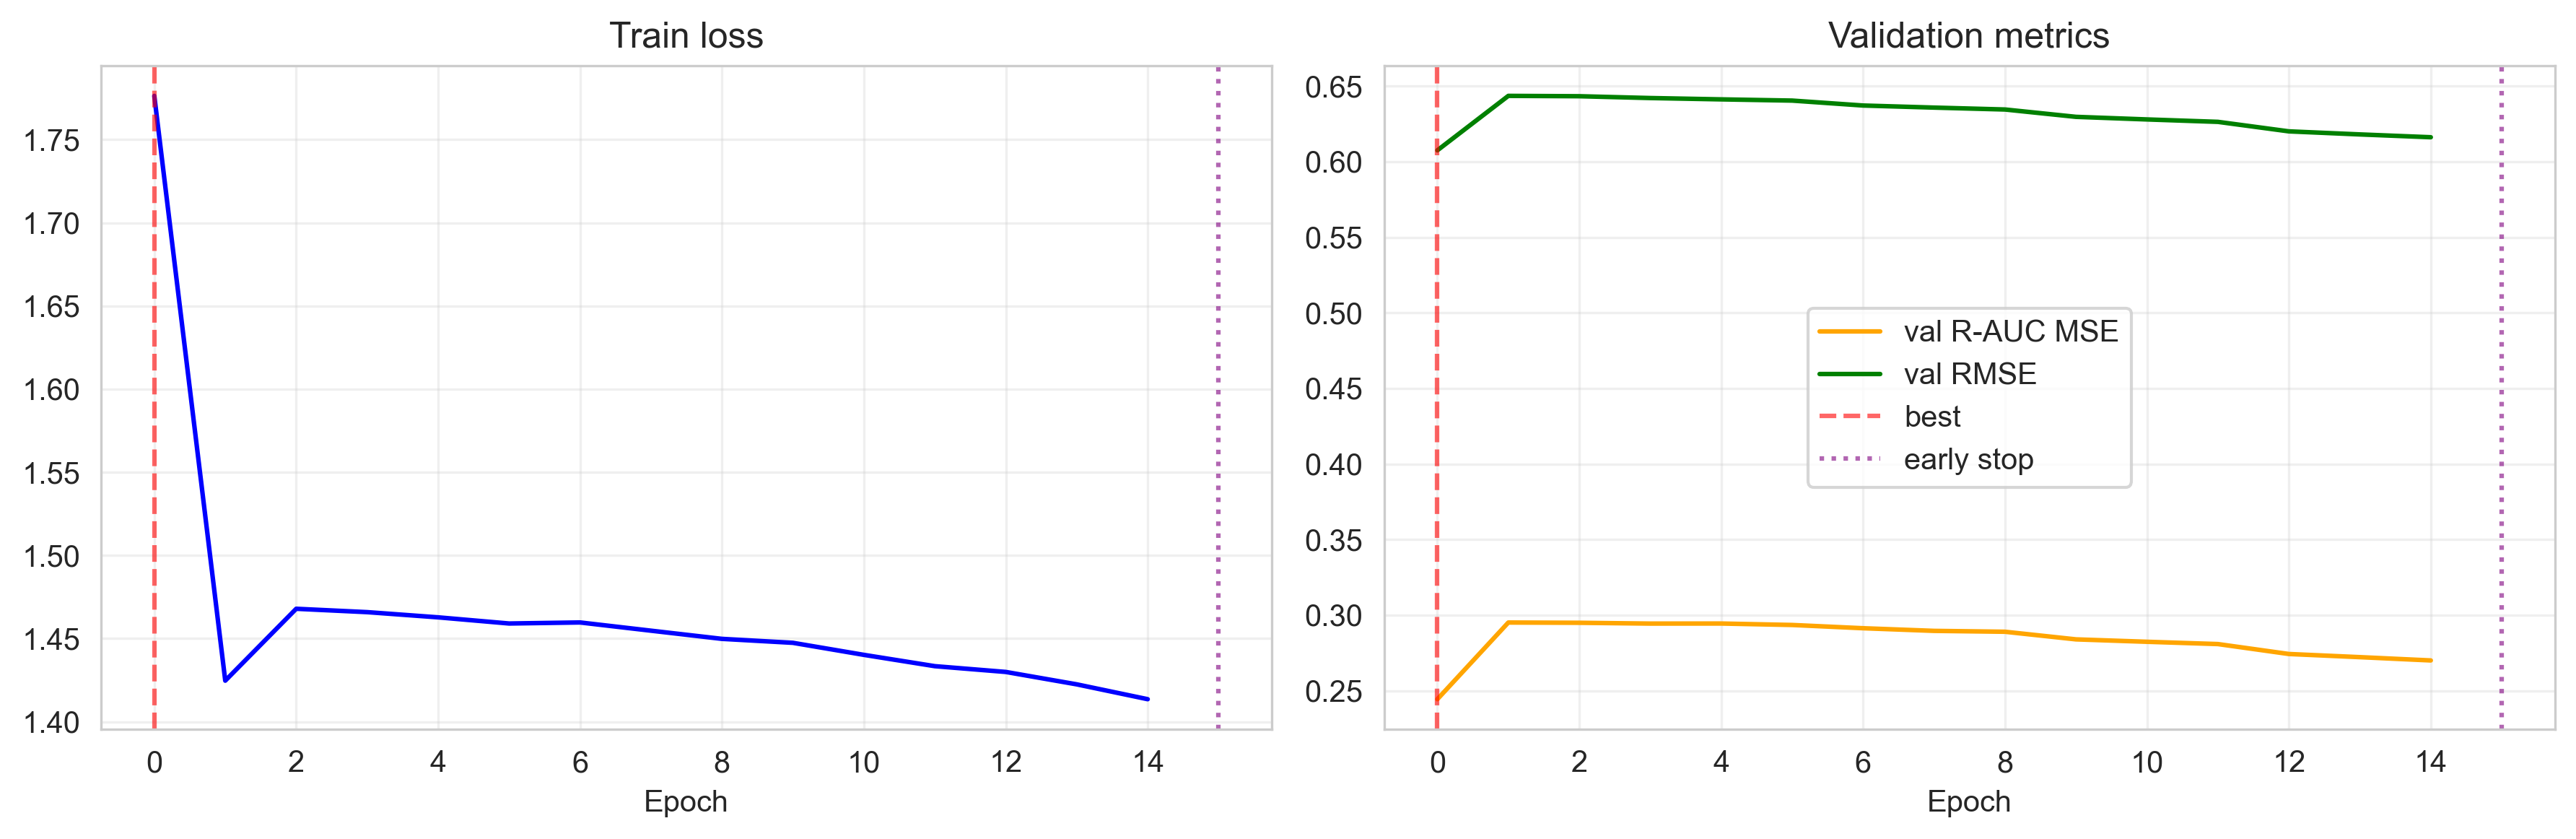 Train loss
1.75
1.70
1.65
1.60
1.55
1.50
1.45
1.40
0 2 4 6 8 10 12 14
Epoch
Validation metrics
0.65
0.60
0.55
0.50
0.45
0.40
0.35
0.30
0.25
val R-AUC MSE
val RMSE
best
early stop
0 2 4 6 8 10 12 14
Epoch